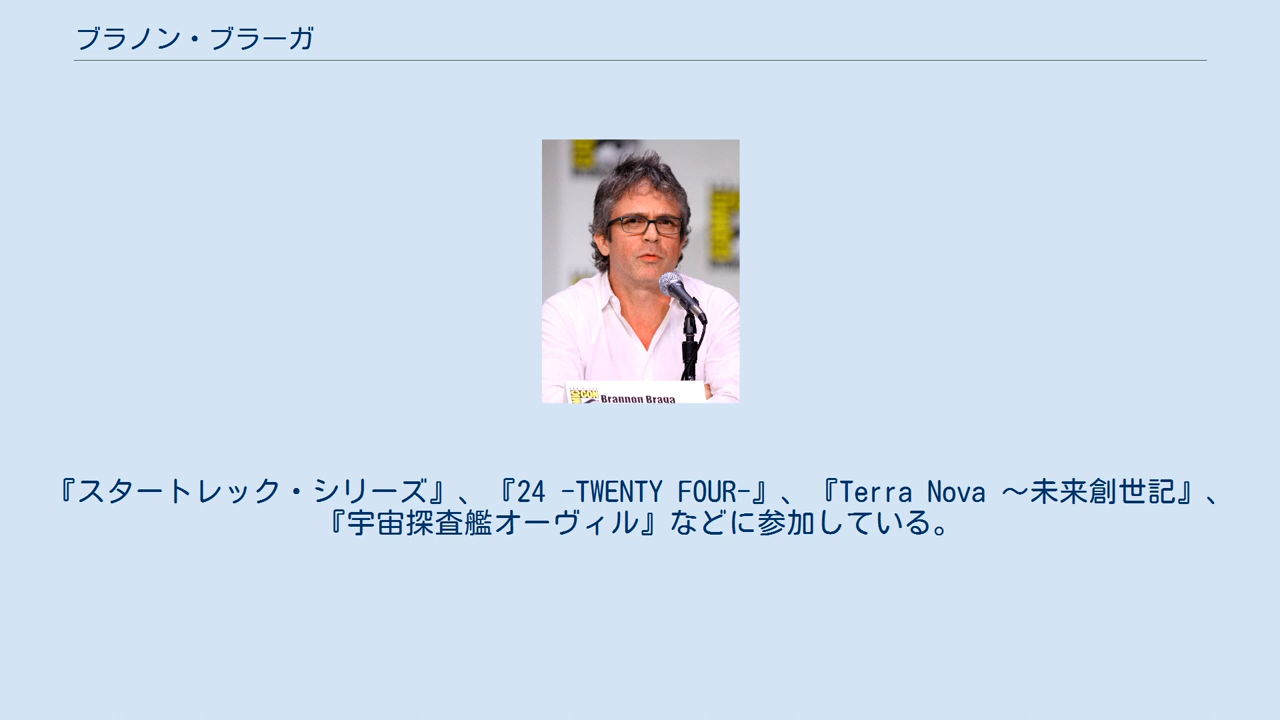 ブラノン・ブラーガ
Brannon Braga
『スタートレック・シリーズ』、『24 -TWENTY FOUR-』、『Terra Nova ～未来創世記』、
『宇宙探査艦オーヴィル』などに参加している。